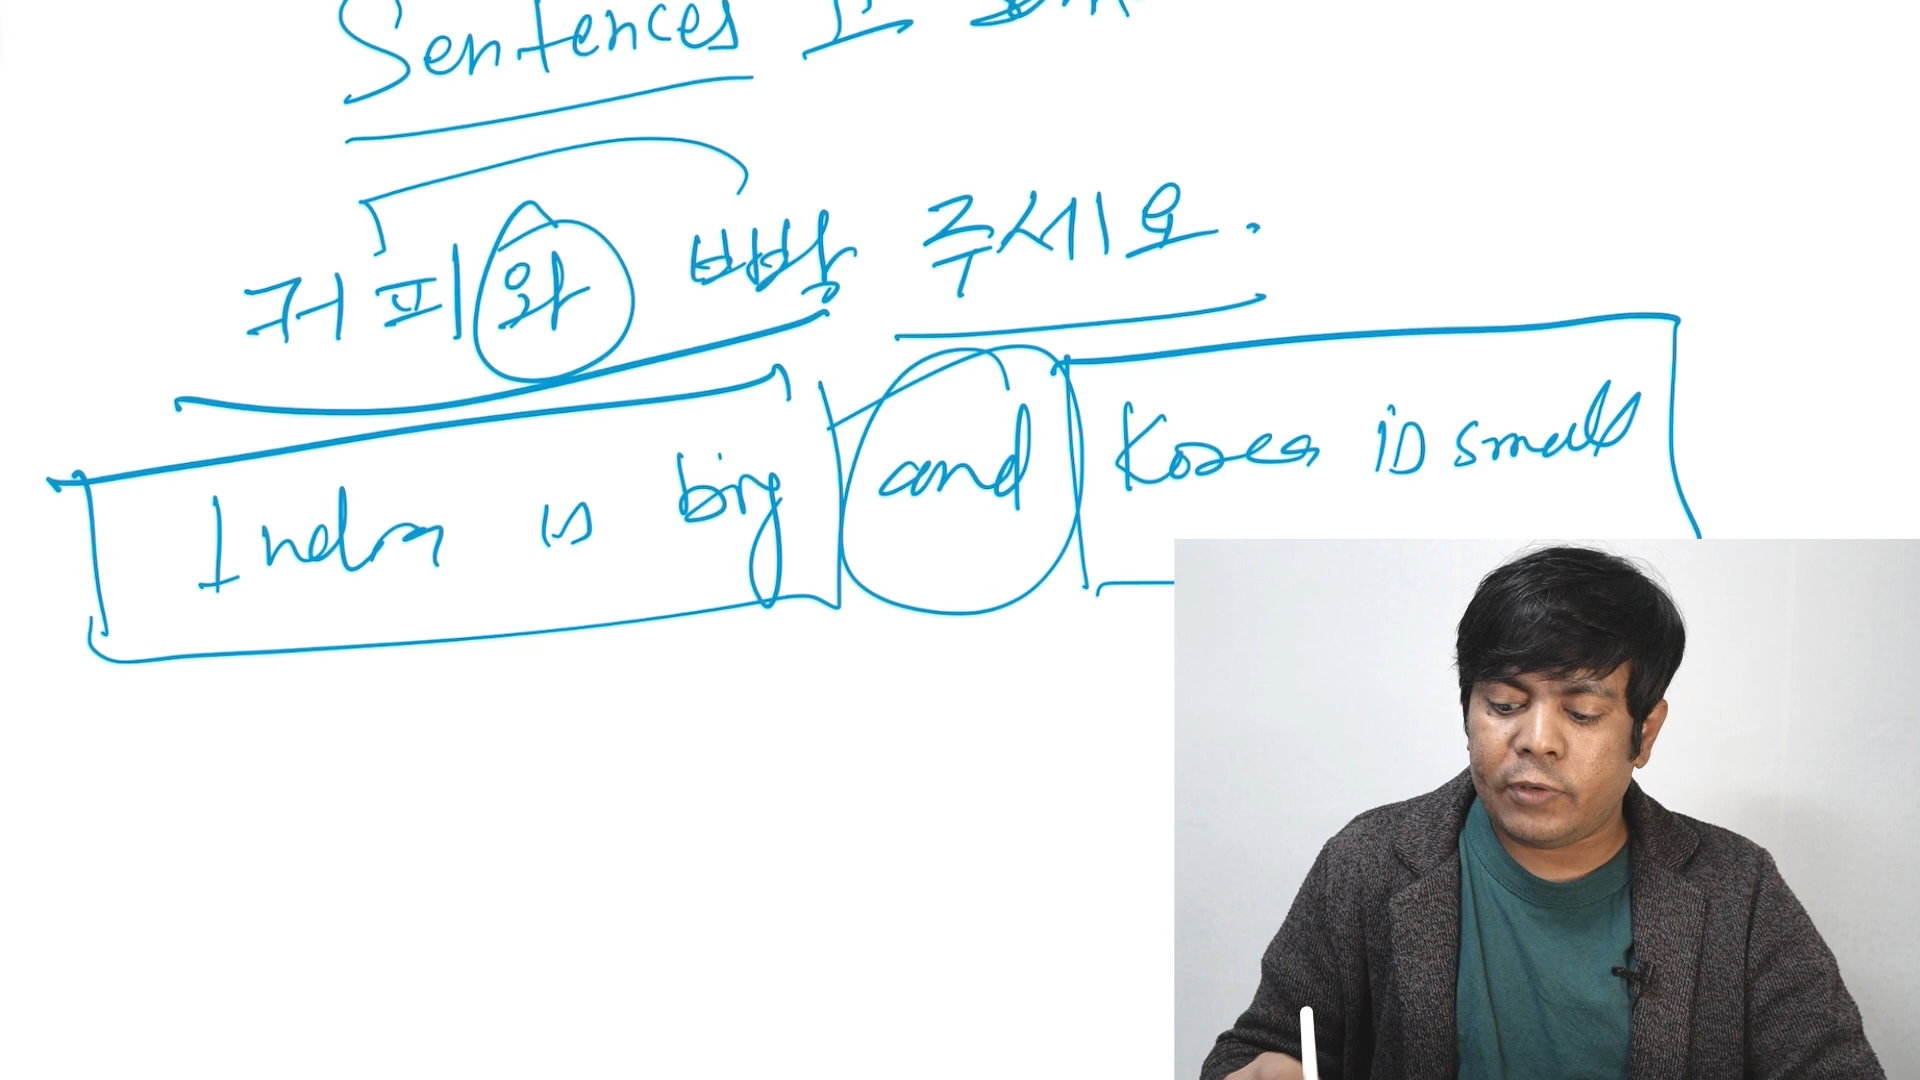 Sentences
커피와 빵 주세요.
India is big and Korea is small